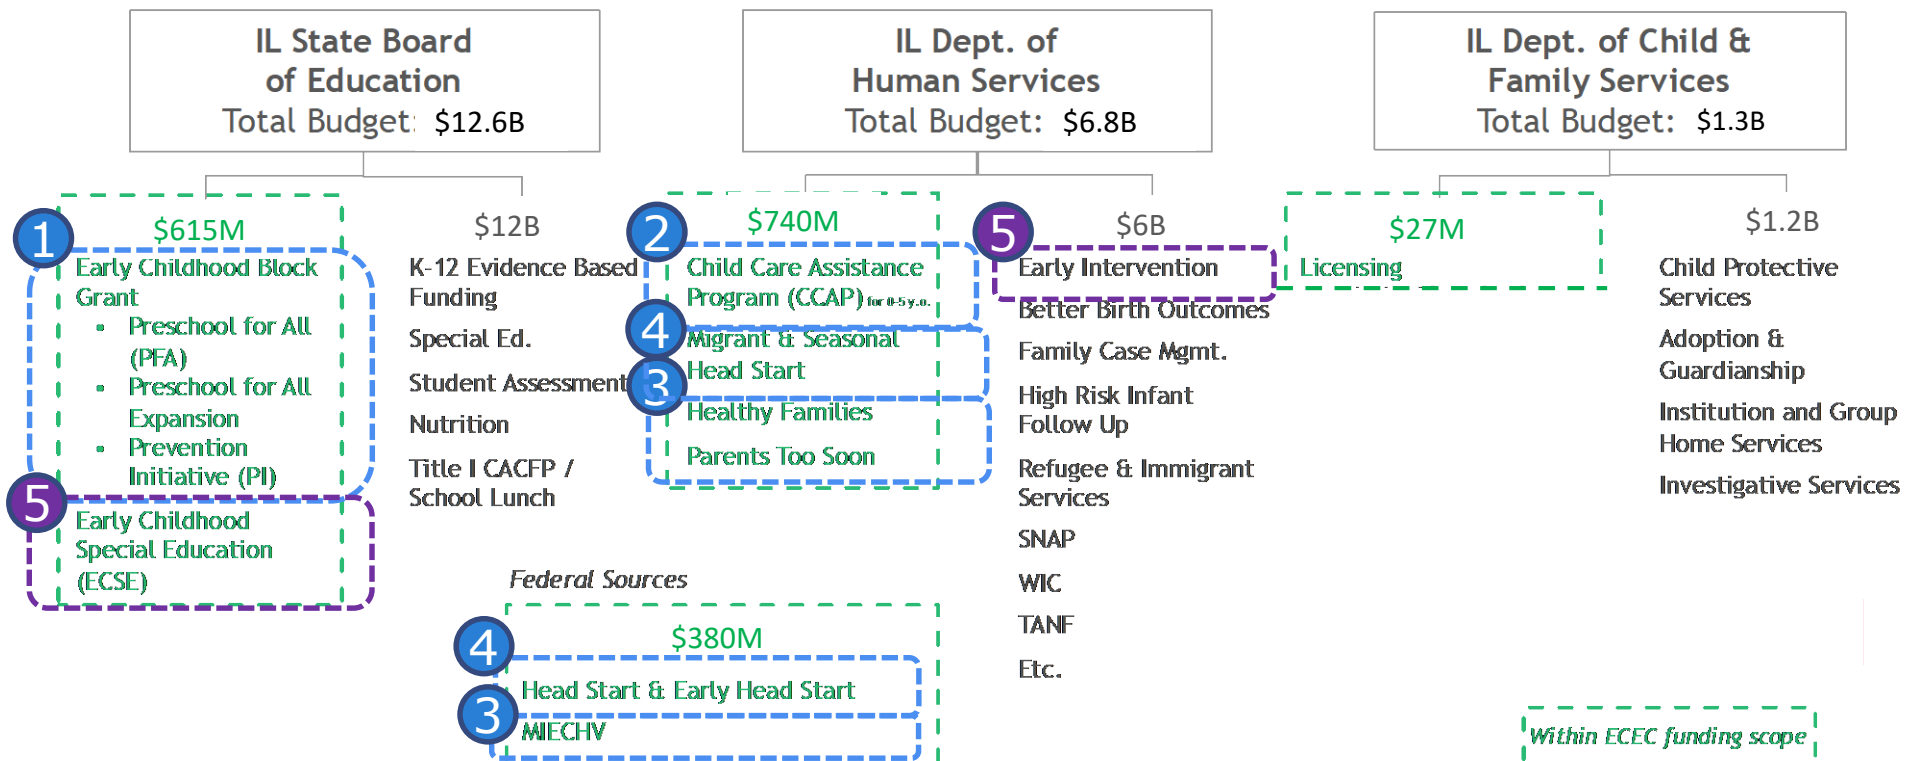 IL State Board
of Education
Total Budget: $12.6B
IL Dept. of
Human Services
Total Budget: $6.8B
IL Dept. of Child &
Family Services
Total Budget: $1.3B
1
$615M
Early Childhood Block
Grant
▪ Preschool for All
(PFA)
▪ Preschool for All
Expansion
▪ Prevention
Initiative (PI)
5
Early Childhood
Special Education
(ECSE)
$12B
K-12 Evidence Based
Funding
Special Ed.
Student Assessment
Nutrition
Title I CACFP /
School Lunch
2
$740M
Child Care Assistance
Program (CCAP) for 0-5 y.o.
4
Migrant & Seasonal
Head Start
3
Healthy Families
Parents Too Soon
5
$6B
Early Intervention
Better Birth Outcomes
Family Case Mgmt.
High Risk Infant
Follow Up
Refugee & Immigrant
Services
SNAP
WIC
TANF
Etc.
$27M
Licensing
$1.2B
Child Protective
Services
Adoption &
Guardianship
Institution and Group
Home Services
Investigative Services
Federal Sources
4
$380M
Head Start & Early Head Start
3
MIECHV
Within ECEC funding scope